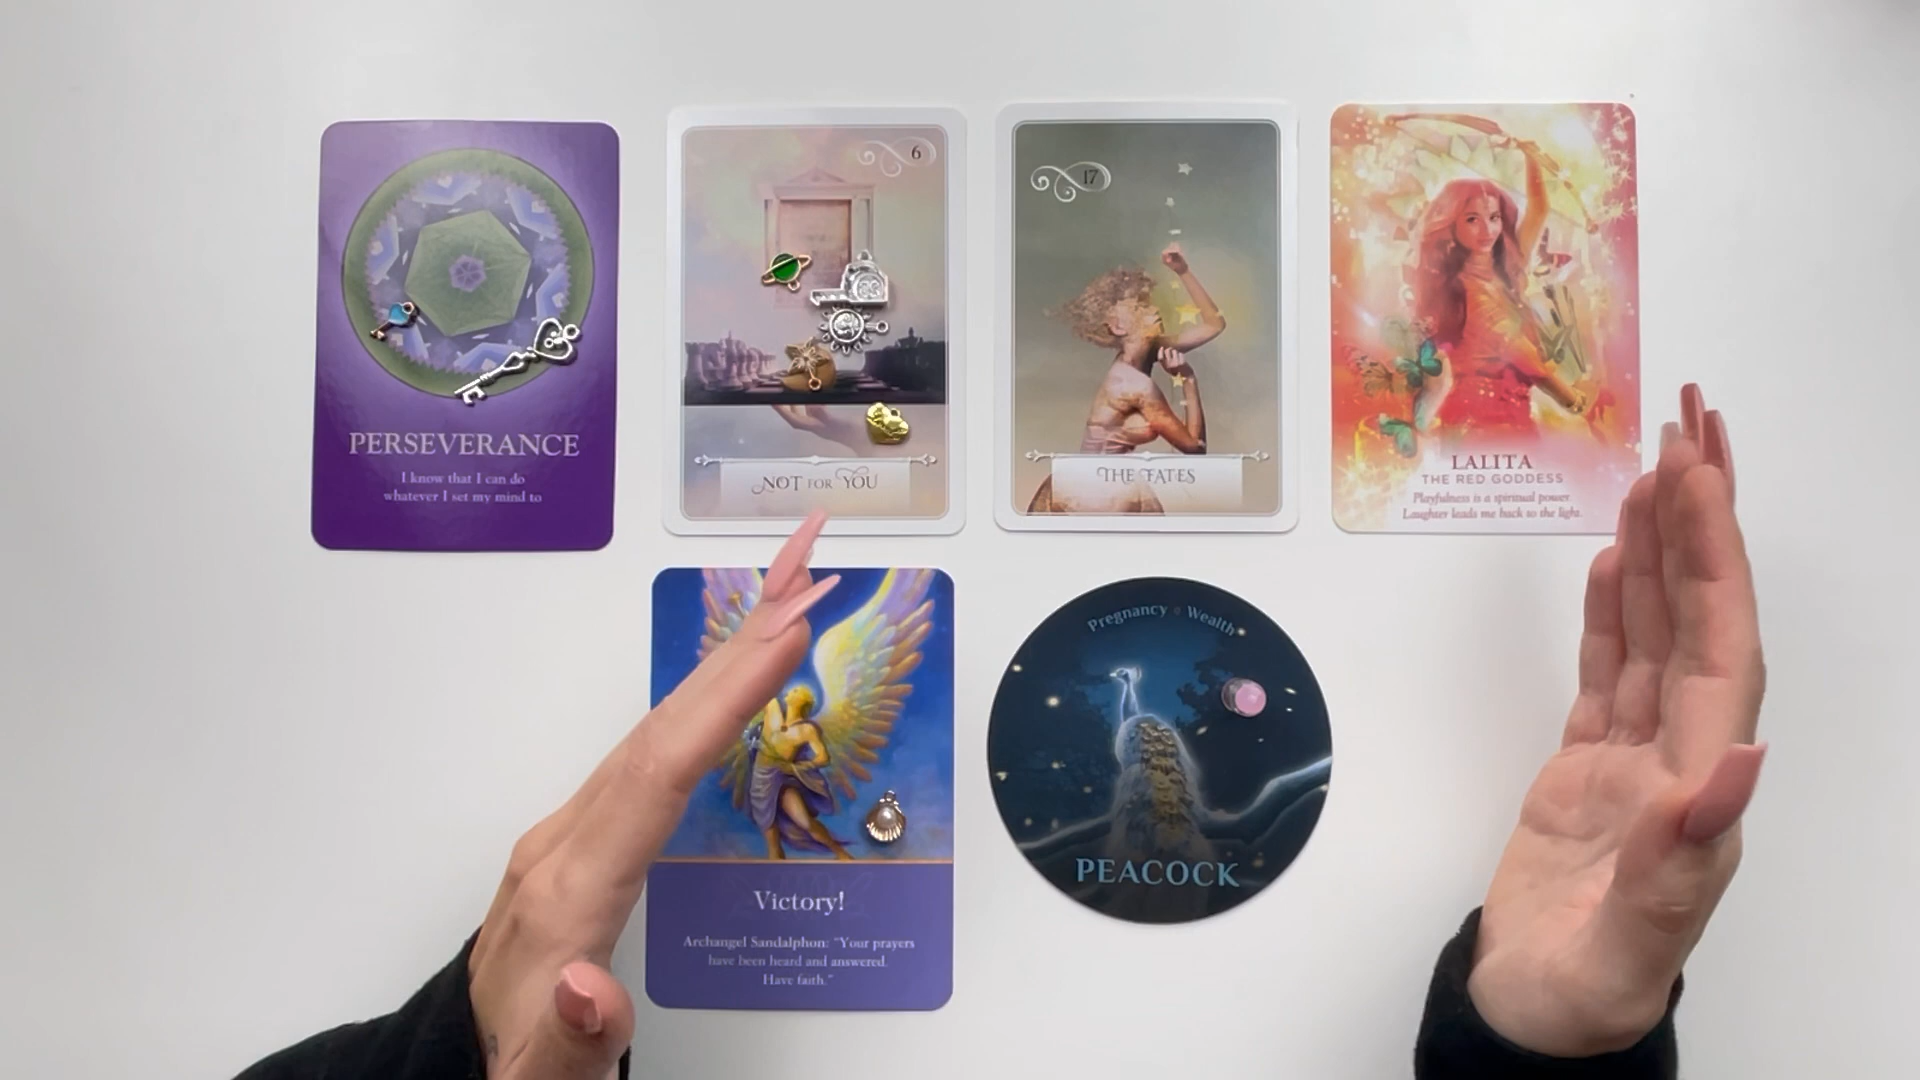 PERSEVERANCE
I know that I can do
whatever I set my mind to
6
NOT FOR YOU
17
THE FATES
LALITA
THE RED GODDESS
Playfulness is a spiritual power
Laughter leads me back to the light.
Victory!
Archangel Sandalphon: "Your prayers
have been heard and answered.
Have faith."
Pregnancy Wealth
PEACOCK